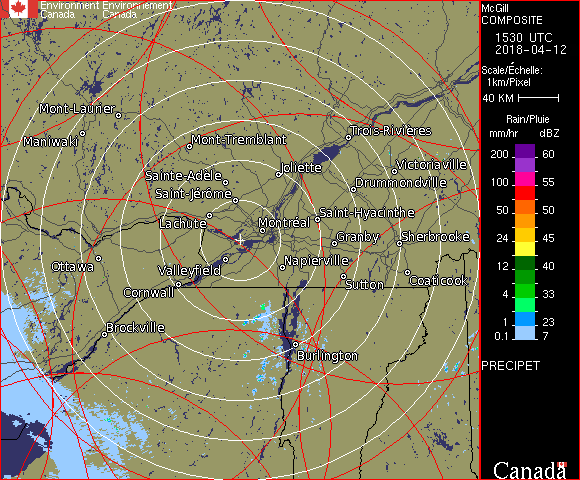 Environment Environnement
Canada Canada
McGill
COMPOSITE
1530 UTC
2018-04-12
Scale/Échelle:
1km/Pixel
40 KM
Rain/Pluie
mm/hr dBZ
200 60
100 55
50 50
24 45
12 40
4 33
1 23
0.1 7
PRECIPET
Canada
Mont-Laurier
Maniwaki
Mont-Tremblant
Trois-Rivières
Joliette
Victoriaville
Sainte-Adèle
Drummondville
Saint-Jérôme
Lachute
Montréal
Saint-Hyacinthe
Granby
Sherbrooke
Ottawa
Valleyfield
Napierville
Cornwall
Sutton
Coaticook
Brockville
Burlington